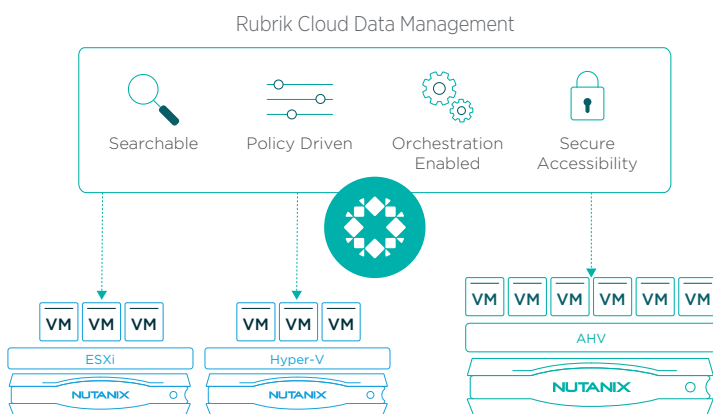 Rubrik Cloud Data Management
Searchable
Policy Driven
Orchestration
Enabled
Secure
Accessibility
VM VM VM
VM VM VM
VM VM VM VM VM VM
ESXi
Hyper-V
AHV
NUTANIX
NUTANIX
NUTANIX